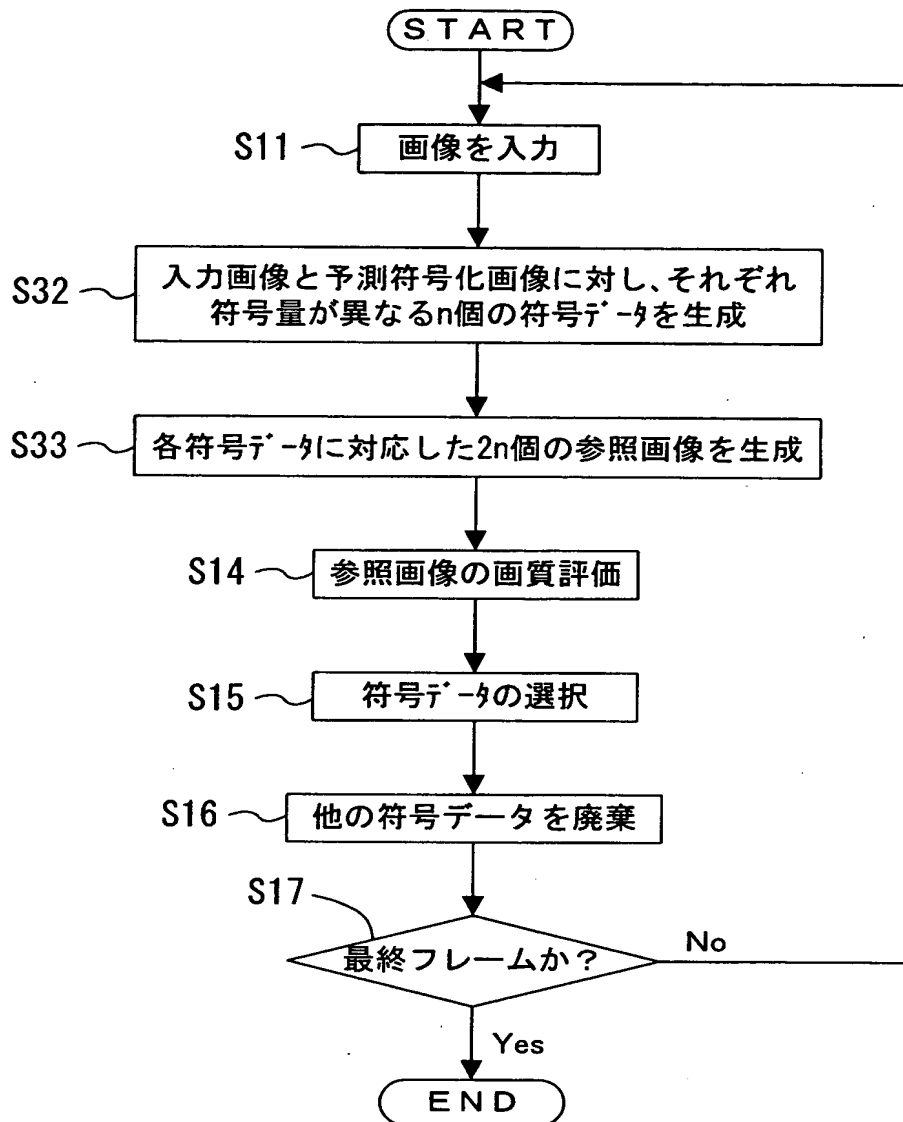 START
S11
画像を入力
S32
入力画像と予測符号化画像に対し、それぞれ
符号量が異なるn個の符号ﾃﾞｰﾀを生成
S33
各符号ﾃﾞｰﾀに対応した2n個の参照画像を生成
S14
参照画像の画質評価
S15
符号ﾃﾞｰﾀの選択
S16
他の符号データを廃棄
S17
最終フレームか？
No
Yes
END